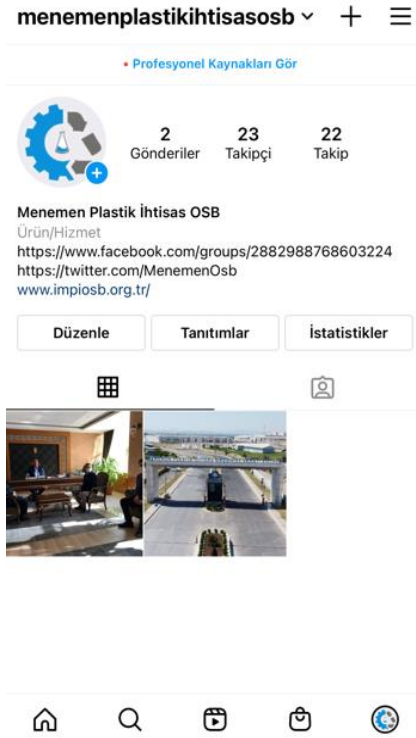 menemenplastikihtisasosb
• Profesyonel Kaynakları Gör
2 23 22
Gönderiler Takipçi Takip
Menemen Plastik İhtisas OSB
Ürün/Hizmet
https://www.facebook.com/groups/2882988768603224
https://twitter.com/MenemenOsb
www.impiosb.org.tr/
Düzenle Tanıtımlar İstatistikler